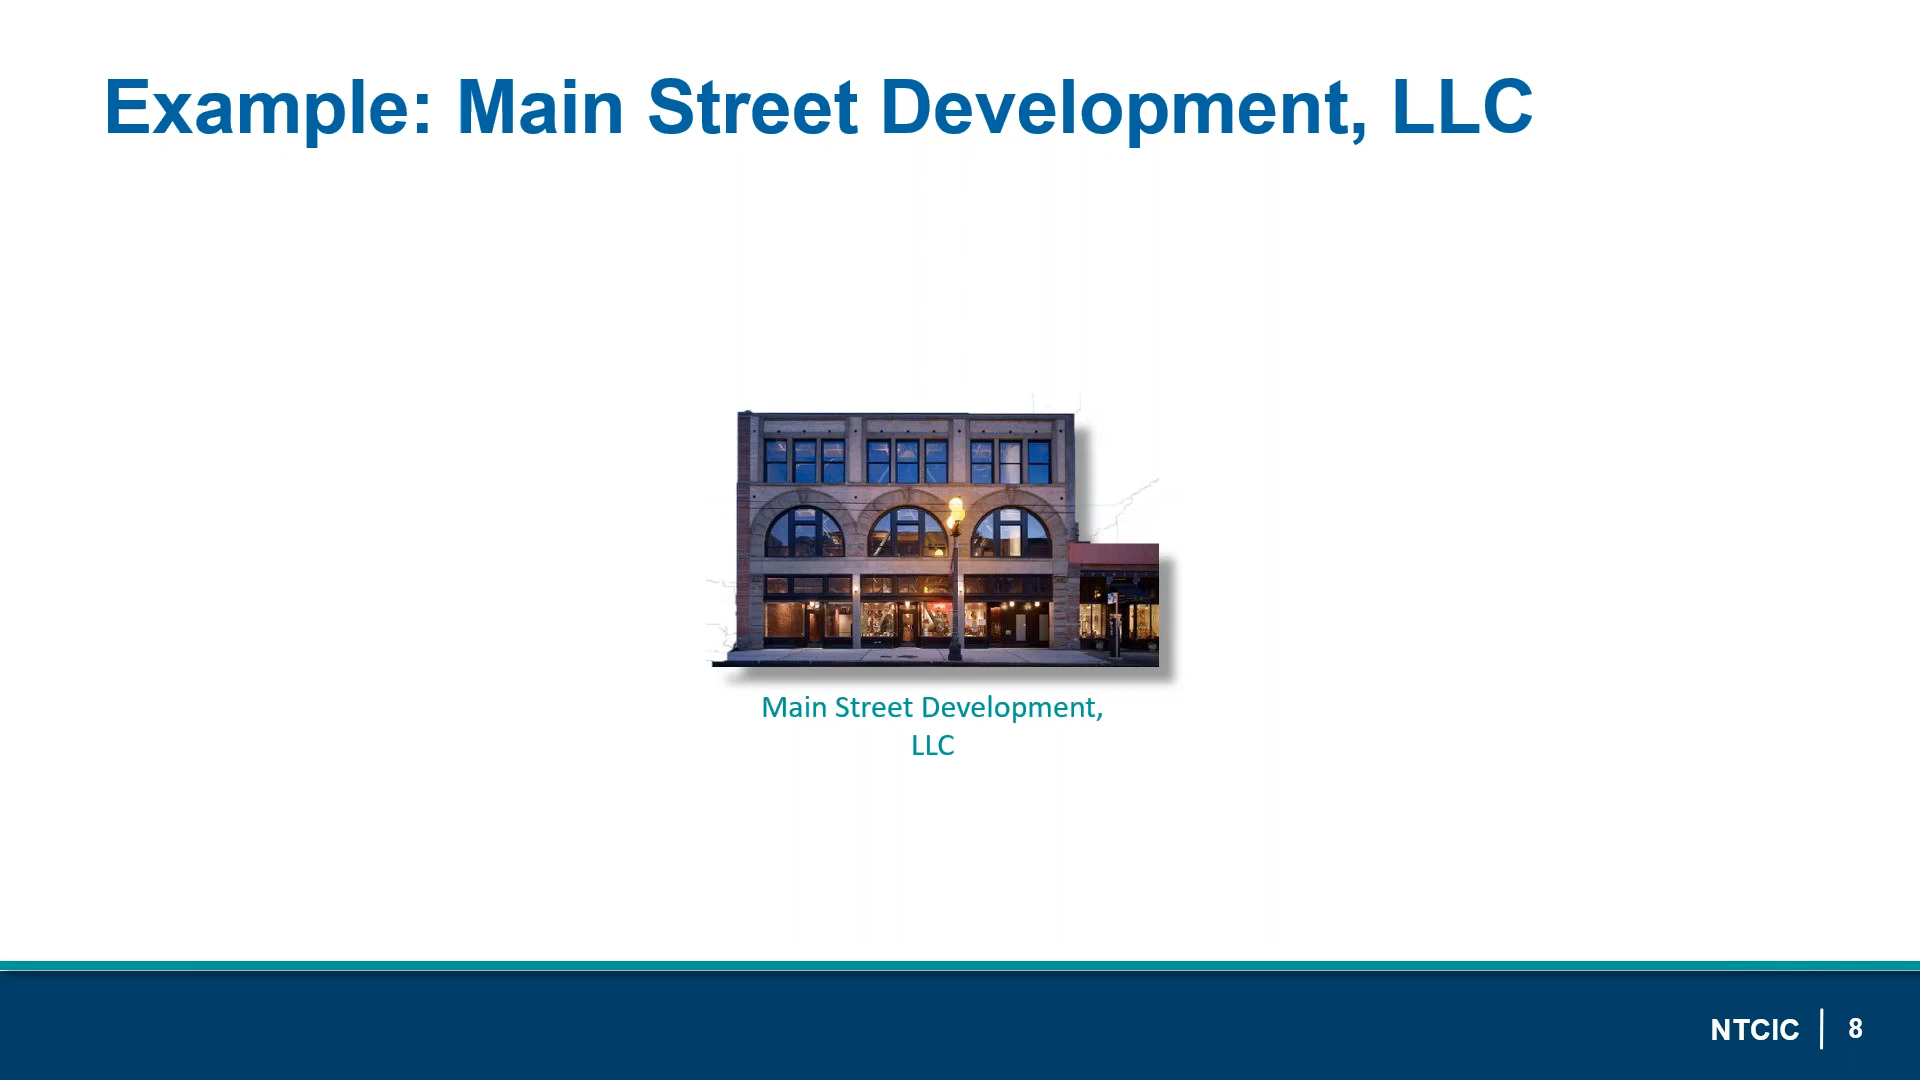 Example: Main Street Development, LLC
Main Street Development,
LLC
NTCIC
8